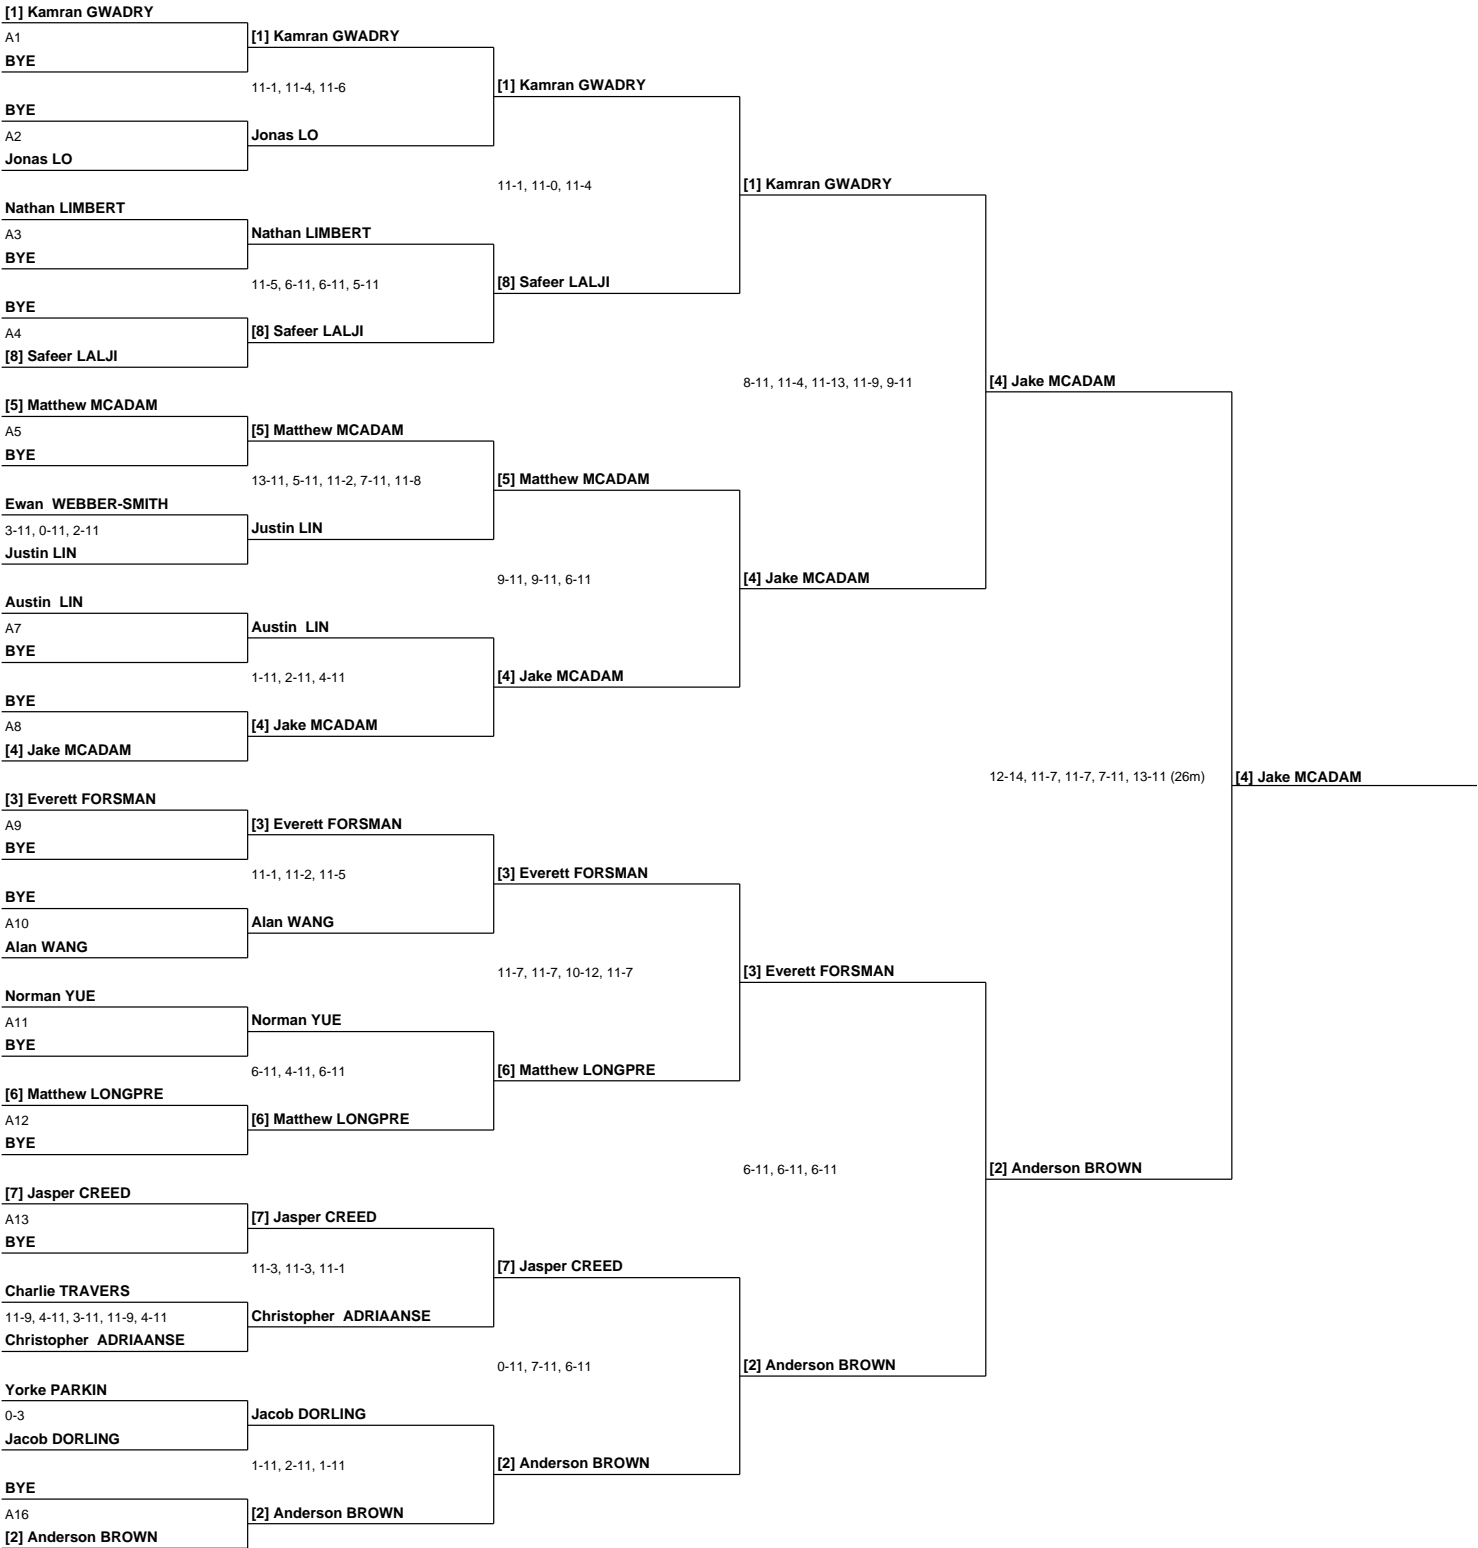 [1] Kamran GWADRY
A1
BYE
[1] Kamran GWADRY
11-1, 11-4, 11-6
[1] Kamran GWADRY
BYE
A2
Jonas LO
Jonas LO
11-1, 11-0, 11-4
[1] Kamran GWADRY
Nathan LIMBERT
A3
BYE
Nathan LIMBERT
11-5, 6-11, 6-11, 5-11
[8] Safeer LALJI
BYE
A4
[8] Safeer LALJI
[8] Safeer LALJI
8-11, 11-4, 11-13, 11-9, 9-11
[4] Jake MCADAM
[5] Matthew MCADAM
A5
BYE
[5] Matthew MCADAM
13-11, 5-11, 11-2, 7-11, 11-8
[5] Matthew MCADAM
Ewan  WEBBER-SMITH
3-11, 0-11, 2-11
Justin LIN
Justin LIN
9-11, 9-11, 6-11
[4] Jake MCADAM
Austin  LIN
A7
BYE
Austin  LIN
1-11, 2-11, 4-11
[4] Jake MCADAM
BYE
A8
[4] Jake MCADAM
[4] Jake MCADAM
12-14, 11-7, 11-7, 7-11, 13-11 (26m)
[4] Jake MCADAM
[3] Everett FORSMAN
A9
BYE
[3] Everett FORSMAN
11-1, 11-2, 11-5
[3] Everett FORSMAN
BYE
A10
Alan WANG
Alan WANG
11-7, 11-7, 10-12, 11-7
[3] Everett FORSMAN
Norman YUE
A11
BYE
Norman YUE
6-11, 4-11, 6-11
[6] Matthew LONGPRE
[6] Matthew LONGPRE
A12
BYE
[6] Matthew LONGPRE
6-11, 6-11, 6-11
[2] Anderson BROWN
[7] Jasper CREED
A13
BYE
[7] Jasper CREED
11-3, 11-3, 11-1
[7] Jasper CREED
Charlie TRAVERS
11-9, 4-11, 3-11, 11-9, 4-11
Christopher  ADRIAANSE
Christopher  ADRIAANSE
0-11, 7-11, 6-11
[2] Anderson BROWN
Yorke PARKIN
0-3
Jacob DORLING
Jacob DORLING
1-11, 2-11, 1-11
[2] Anderson BROWN
BYE
A16
[2] Anderson BROWN
[2] Anderson BROWN